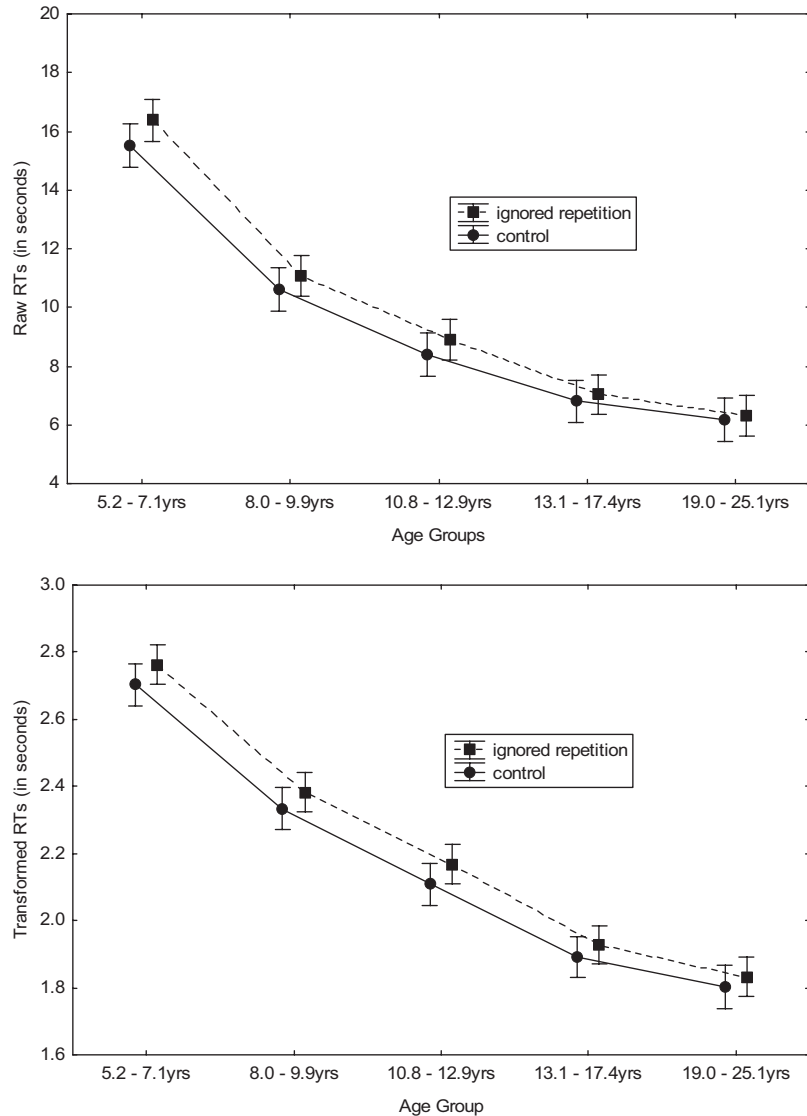 20
18
16
14
12
10
8
6
4
Raw RTs (in seconds)
ignored repetition
control
5.2 - 7.1yrs 8.0 - 9.9yrs 10.8 - 12.9yrs 13.1 - 17.4yrs 19.0 - 25.1yrs
Age Groups
3.0
2.8
2.6
2.4
2.2
2.0
1.8
1.6
Transformed RTs (in seconds)
ignored repetition
control
5.2 - 7.1yrs 8.0 - 9.9yrs 10.8 - 12.9yrs 13.1 - 17.4yrs 19.0 - 25.1yrs
Age Group